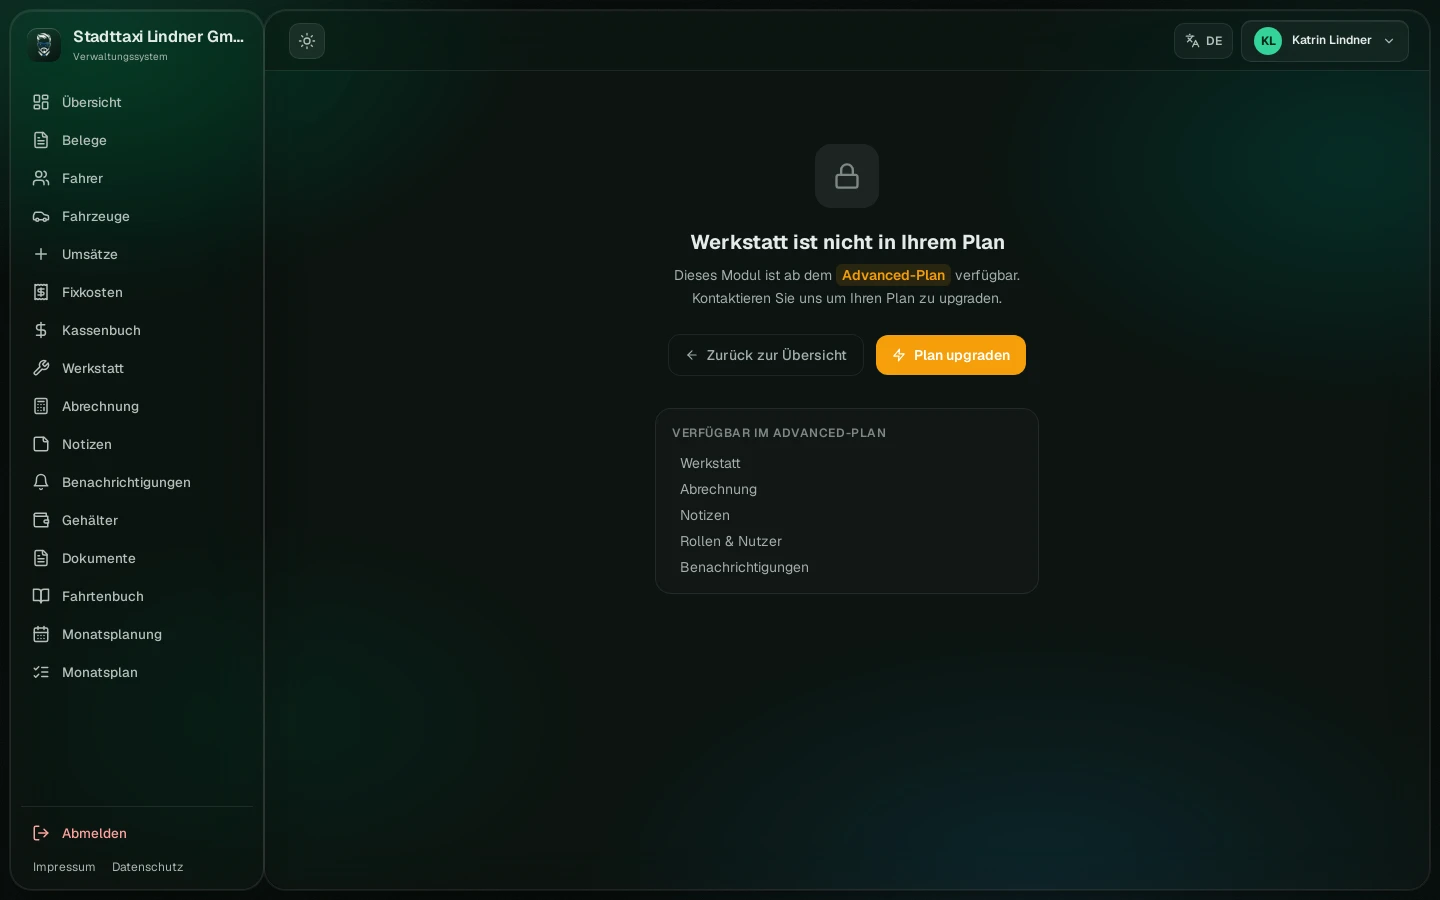 Stadttaxi Lindner Gm...
Verwaltungssystem
Übersicht
Belege
Fahrer
Fahrzeuge
Umsätze
Fixkosten
Kassenbuch
Werkstatt
Abrechnung
Notizen
Benachrichtigungen
Gehälter
Dokumente
Fahrtenbuch
Monatsplanung
Monatsplan
Abmelden
Impressum Datenschutz
DE
KL Katrin Lindner
Werkstatt ist nicht in Ihrem Plan
Dieses Modul ist ab dem Advanced-Plan verfügbar.
Kontaktieren Sie uns um Ihren Plan zu upgraden.
Zurück zur Übersicht
Plan upgraden
VERFÜGBAR IM ADVANCED-PLAN
Werkstatt
Abrechnung
Notizen
Rollen & Nutzer
Benachrichtigungen